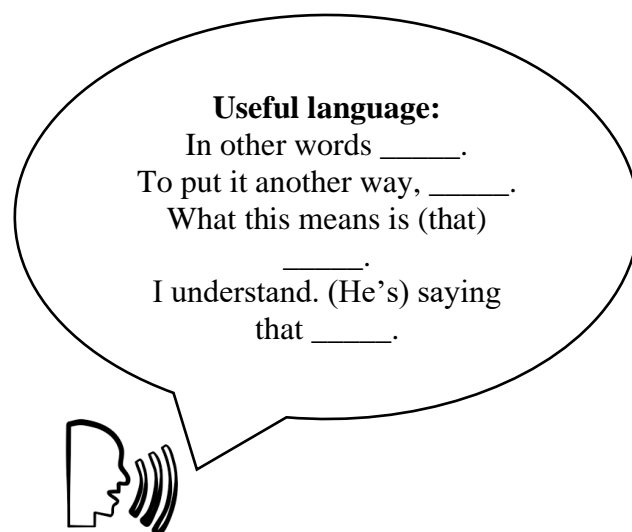 Useful language:
In other words _____.
To put it another way, _____.
What this means is (that)
_____.
I understand. (He’s) saying
that _____.